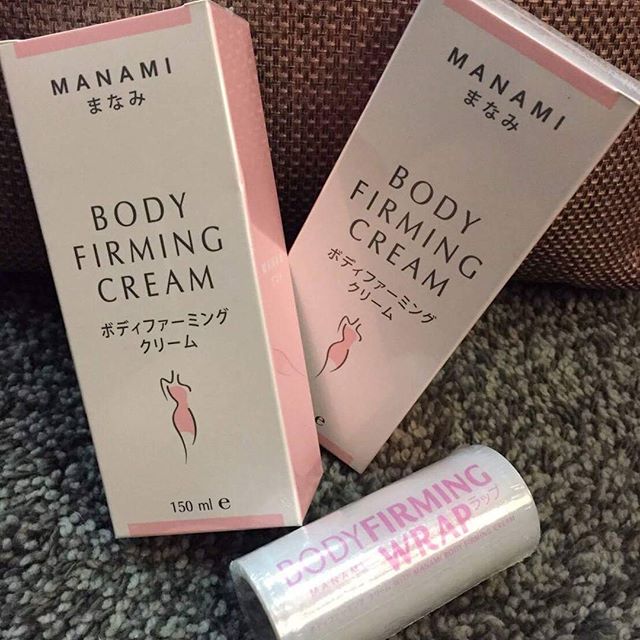 MANAMI
まなみ
BODY
FIRMING
CREAM
ボディファーミング
クリーム
150 ml e
MANAMI
まなみ
BODY
FIRMING
CREAM
ボディファーミング
クリーム
e
BODYFIRMING
MANAMI WRAP ラップ